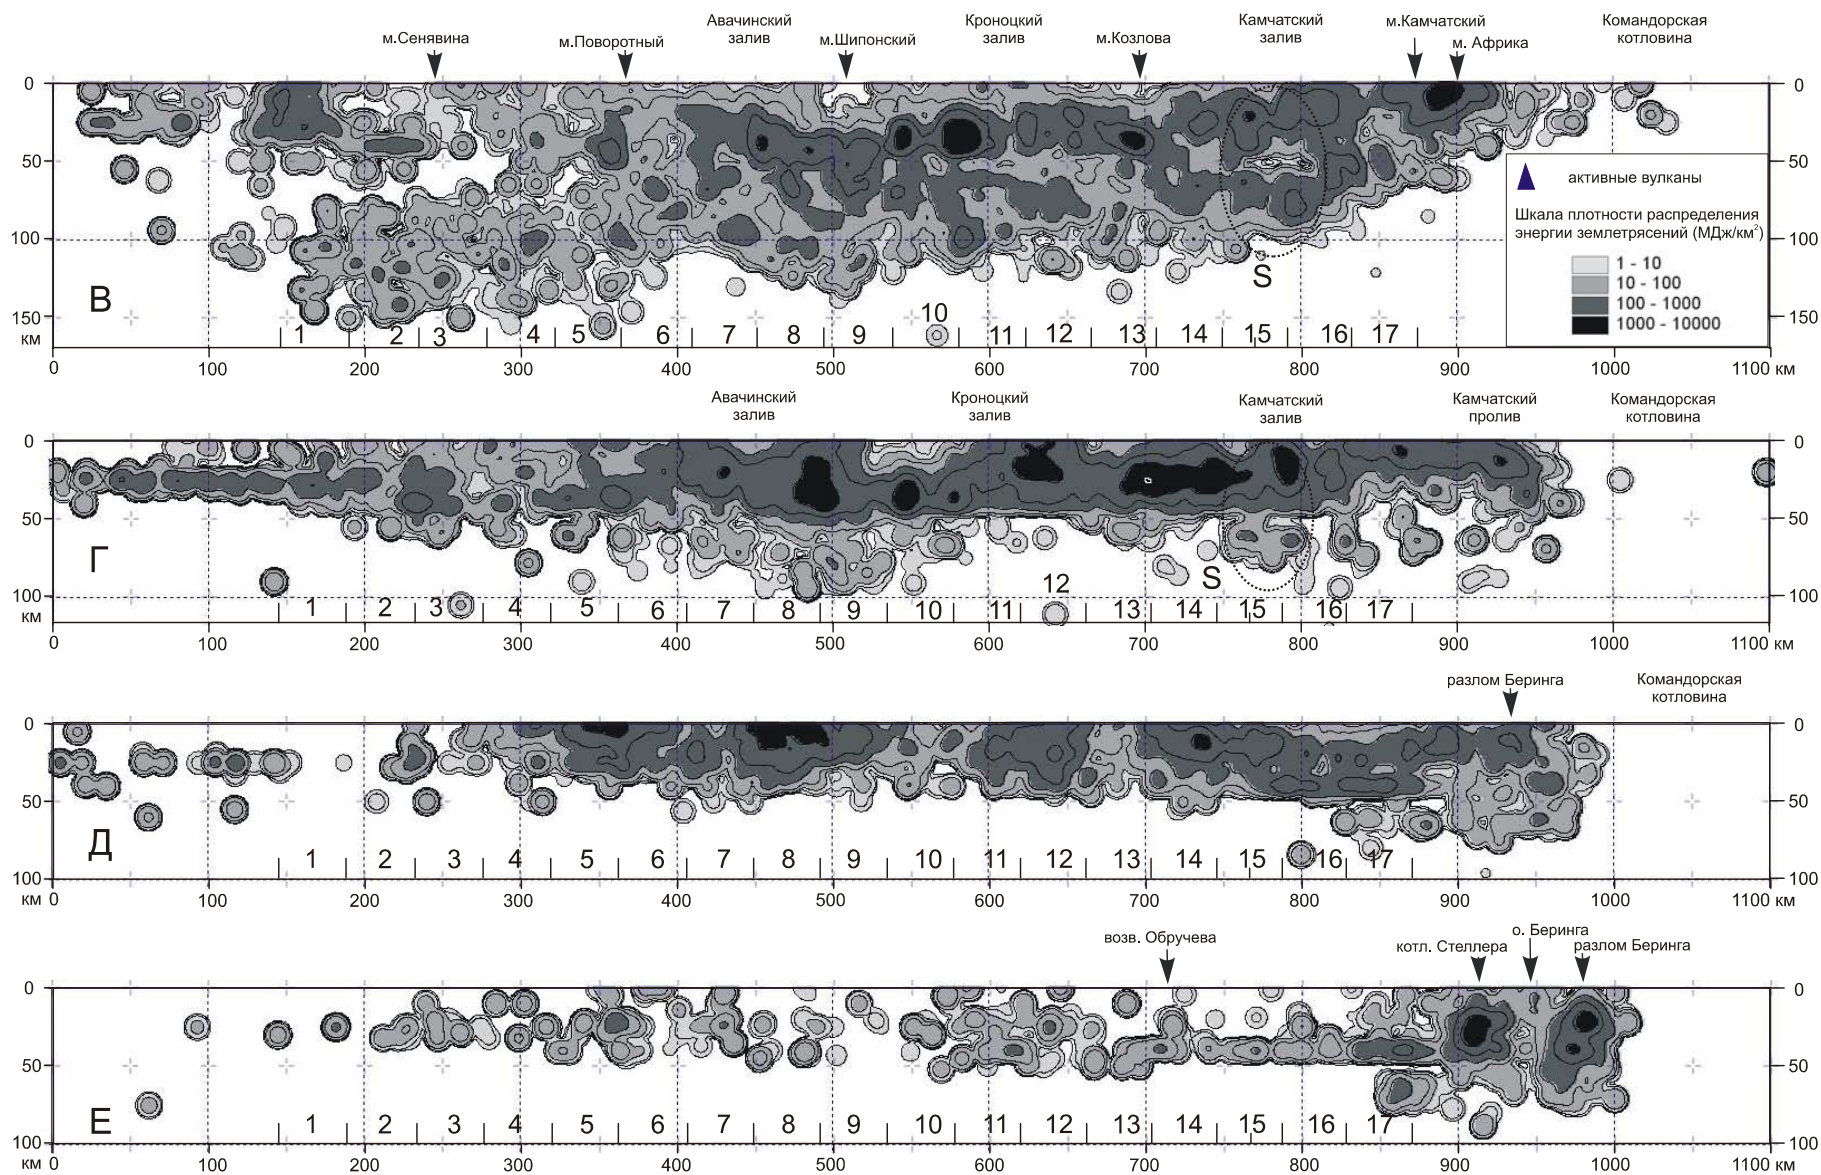 Авачинский
залив
Кроноцкий
залив
Камчатский
залив
м.Камчатский
Командорская
котловина
м.Сенявина
м.Поворотный
м.Шипонский
м.Козлова
м. Африка
0
50
100
150
км
0
50
100
150
В
S
10
1 2 3 4 5 6 7 8 9 11 12 13 14 15 16 17
активные вулканы
Шкала плотности распределения
энергии землетрясений (МДж/км²)
1 - 10
10 - 100
100 - 1000
1000 - 10000
0 100 200 300 400 500 600 700 800 900 1000 1100 км
Авачинский
залив
Кроноцкий
залив
Камчатский
залив
Камчатский
пролив
Командорская
котловина
0
50
100
км
0
50
100
Г
S
12
1 2 3 4 5 6 7 8 9 10 11 13 14 15 16 17
0 100 200 300 400 500 600 700 800 900 1000 1100 км
разлом Беринга
Командорская
котловина
0
50
100
км
0
50
100
Д
1 2 3 4 5 6 7 8 9 10 11 12 13 14 15 16 17
0 100 200 300 400 500 600 700 800 900 1000 1100 км
возв. Обручева
котл. Стеллера
о. Беринга
разлом Беринга
0
50
100
км
0
50
100
Е
1 2 3 4 5 6 7 8 9 10 11 12 13 14 15 16 17
0 100 200 300 400 500 600 700 800 900 1000 1100 км